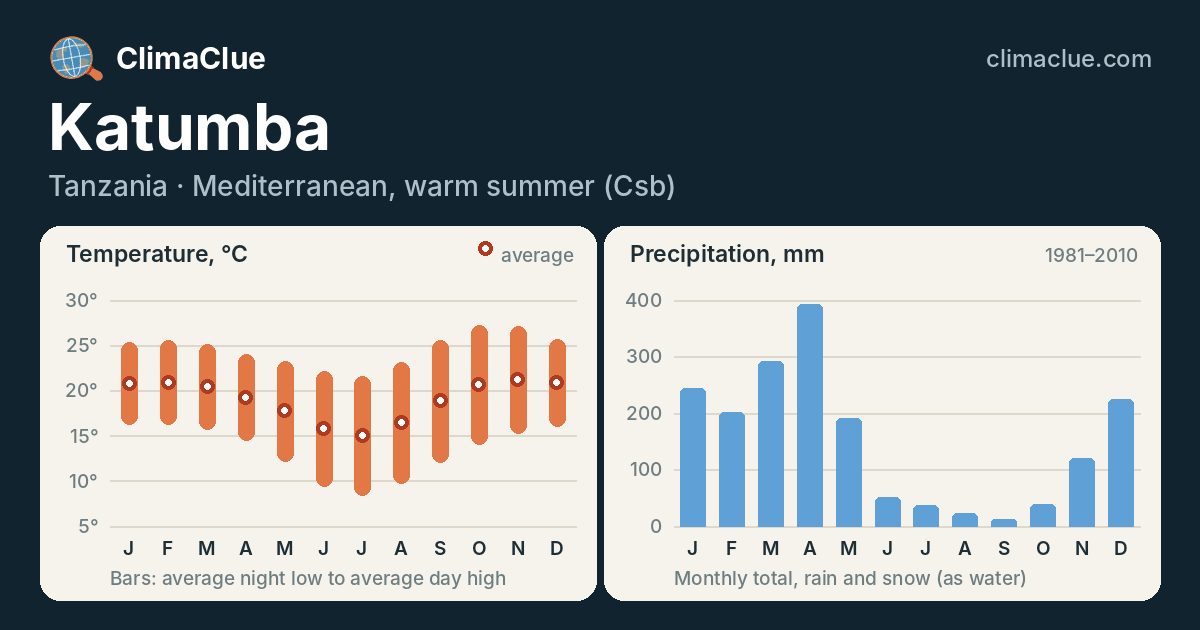 ClimaClue
climaclue.com
Katumba
Tanzania · Mediterranean, warm summer (Csb)
Temperature, °C
average
30°
25°
20°
15°
10°
5°
J F M A M J J A S O N D
Bars: average night low to average day high
Precipitation, mm
1981–2010
400
300
200
100
0
J F M A M J J A S O N D
Monthly total, rain and snow (as water)